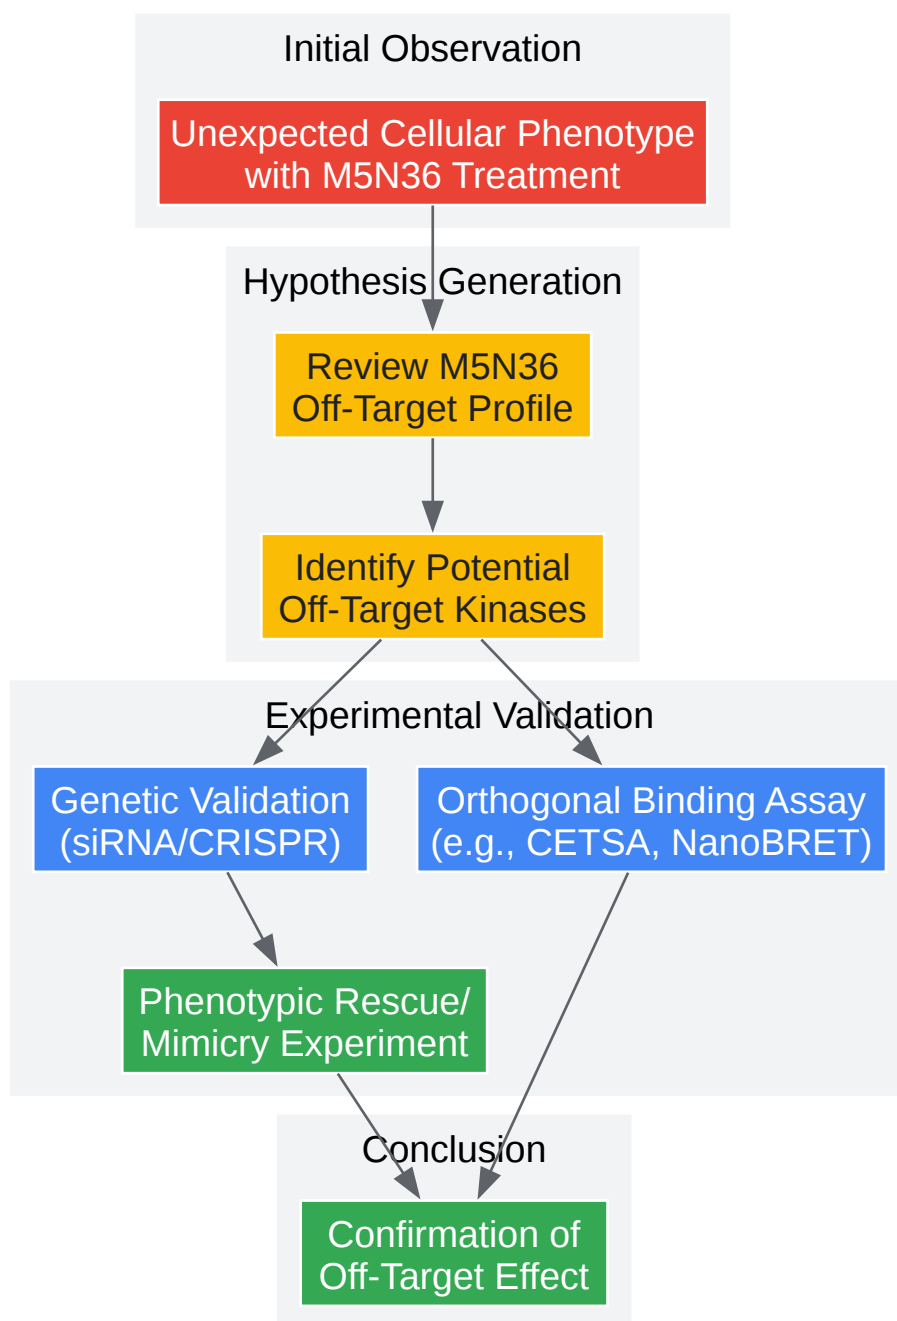 Initial Observation
Unexpected Cellular Phenotype
with M5N36 Treatment
Hypothesis Generation
Review M5N36
Off-Target Profile
Identify Potential
Off-Target Kinases
Experimental Validation
Genetic Validation
(siRNA/CRISPR)
Orthogonal Binding Assay
(e.g., CETSA, NanoBRET)
Phenotypic Rescue/
Mimicry Experiment
Conclusion
Confirmation of
Off-Target Effect